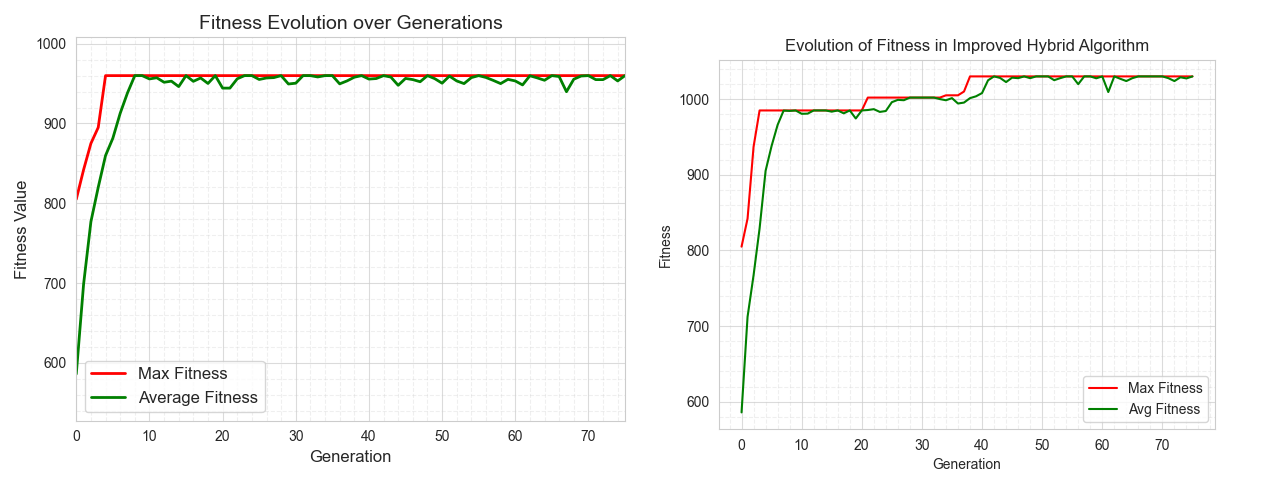 Fitness Evolution over Generations
1000
900
800
700
600
Fitness Value
0 10 20 30 40 50 60 70
Generation
Max Fitness
Average Fitness
Evolution of Fitness in Improved Hybrid Algorithm
1000
900
800
700
600
Fitness
0 10 20 30 40 50 60 70
Generation
Max Fitness
Avg Fitness